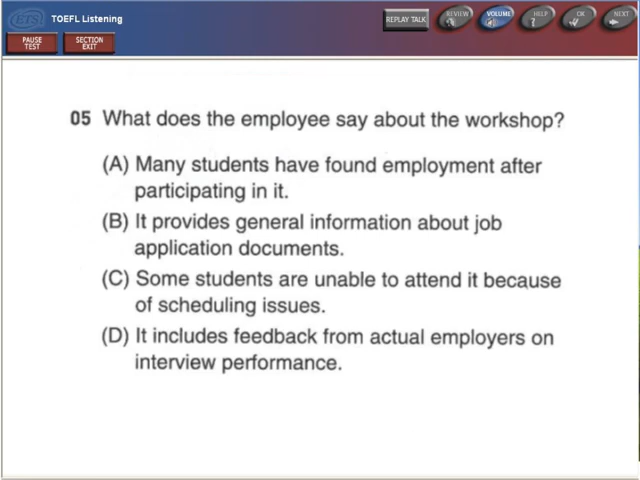 ETS TOEFL Listening
REPLAY TALK
REVIEW
VOLUME
HELP
?
OK
NEXT
PAUSE
TEST
SECTION
EXIT
05 What does the employee say about the workshop?
(A) Many students have found employment after
participating in it.
(B) It provides general information about job
application documents.
(C) Some students are unable to attend it because
of scheduling issues.
(D) It includes feedback from actual employers on
interview performance.